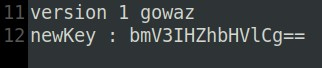 11 version 1 gowaz
12 newKey : bmV3IHZhbHVlCg==